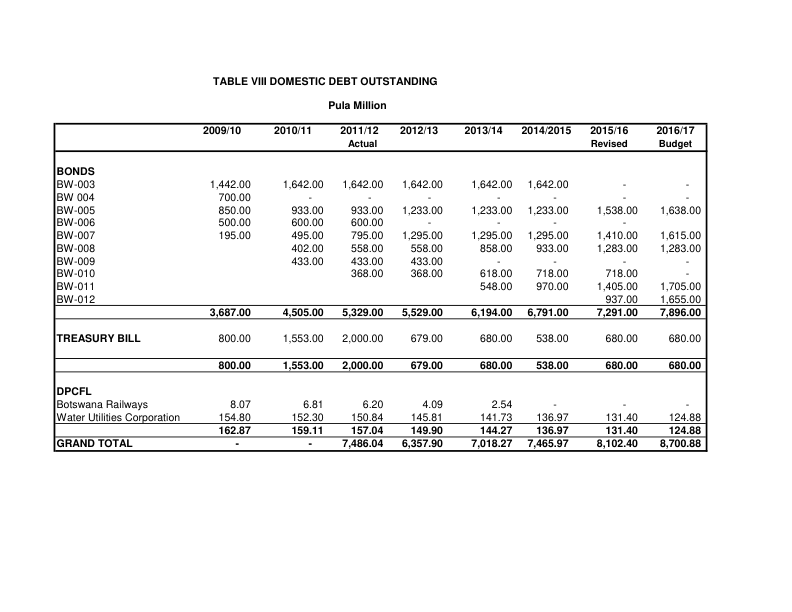 TABLE VIII DOMESTIC DEBT OUTSTANDING
Pula Million
2009/10 2010/11 2011/12 2012/13 2013/14 2014/2015 2015/16 2016/17
Actual Revised Budget
BONDS
BW-003 1,442.00 1,642.00 1,642.00 1,642.00 1,642.00 1,642.00 - -
BW 004 700.00 - - - - - - -
BW-005 850.00 933.00 933.00 1,233.00 1,233.00 1,233.00 1,538.00 1,638.00
BW-006 500.00 600.00 600.00 - - - - -
BW-007 195.00 495.00 795.00 1,295.00 1,295.00 1,295.00 1,410.00 1,615.00
BW-008 402.00 558.00 558.00 858.00 933.00 1,283.00 1,283.00
BW-009 433.00 433.00 433.00 - - - -
BW-010 368.00 368.00 618.00 718.00 718.00 -
BW-011 548.00 970.00 1,405.00 1,705.00
BW-012 937.00 1,655.00
3,687.00 4,505.00 5,329.00 5,529.00 6,194.00 6,791.00 7,291.00 7,896.00
TREASURY BILL 800.00 1,553.00 2,000.00 679.00 680.00 538.00 680.00 680.00
800.00 1,553.00 2,000.00 679.00 680.00 538.00 680.00 680.00
DPCFL
Botswana Railways 8.07 6.81 6.20 4.09 2.54 - - -
Water Utilities Corporation 154.80 152.30 150.84 145.81 141.73 136.97 131.40 124.88
162.87 159.11 157.04 149.90 144.27 136.97 131.40 124.88
GRAND TOTAL - - 7,486.04 6,357.90 7,018.27 7,465.97 8,102.40 8,700.88